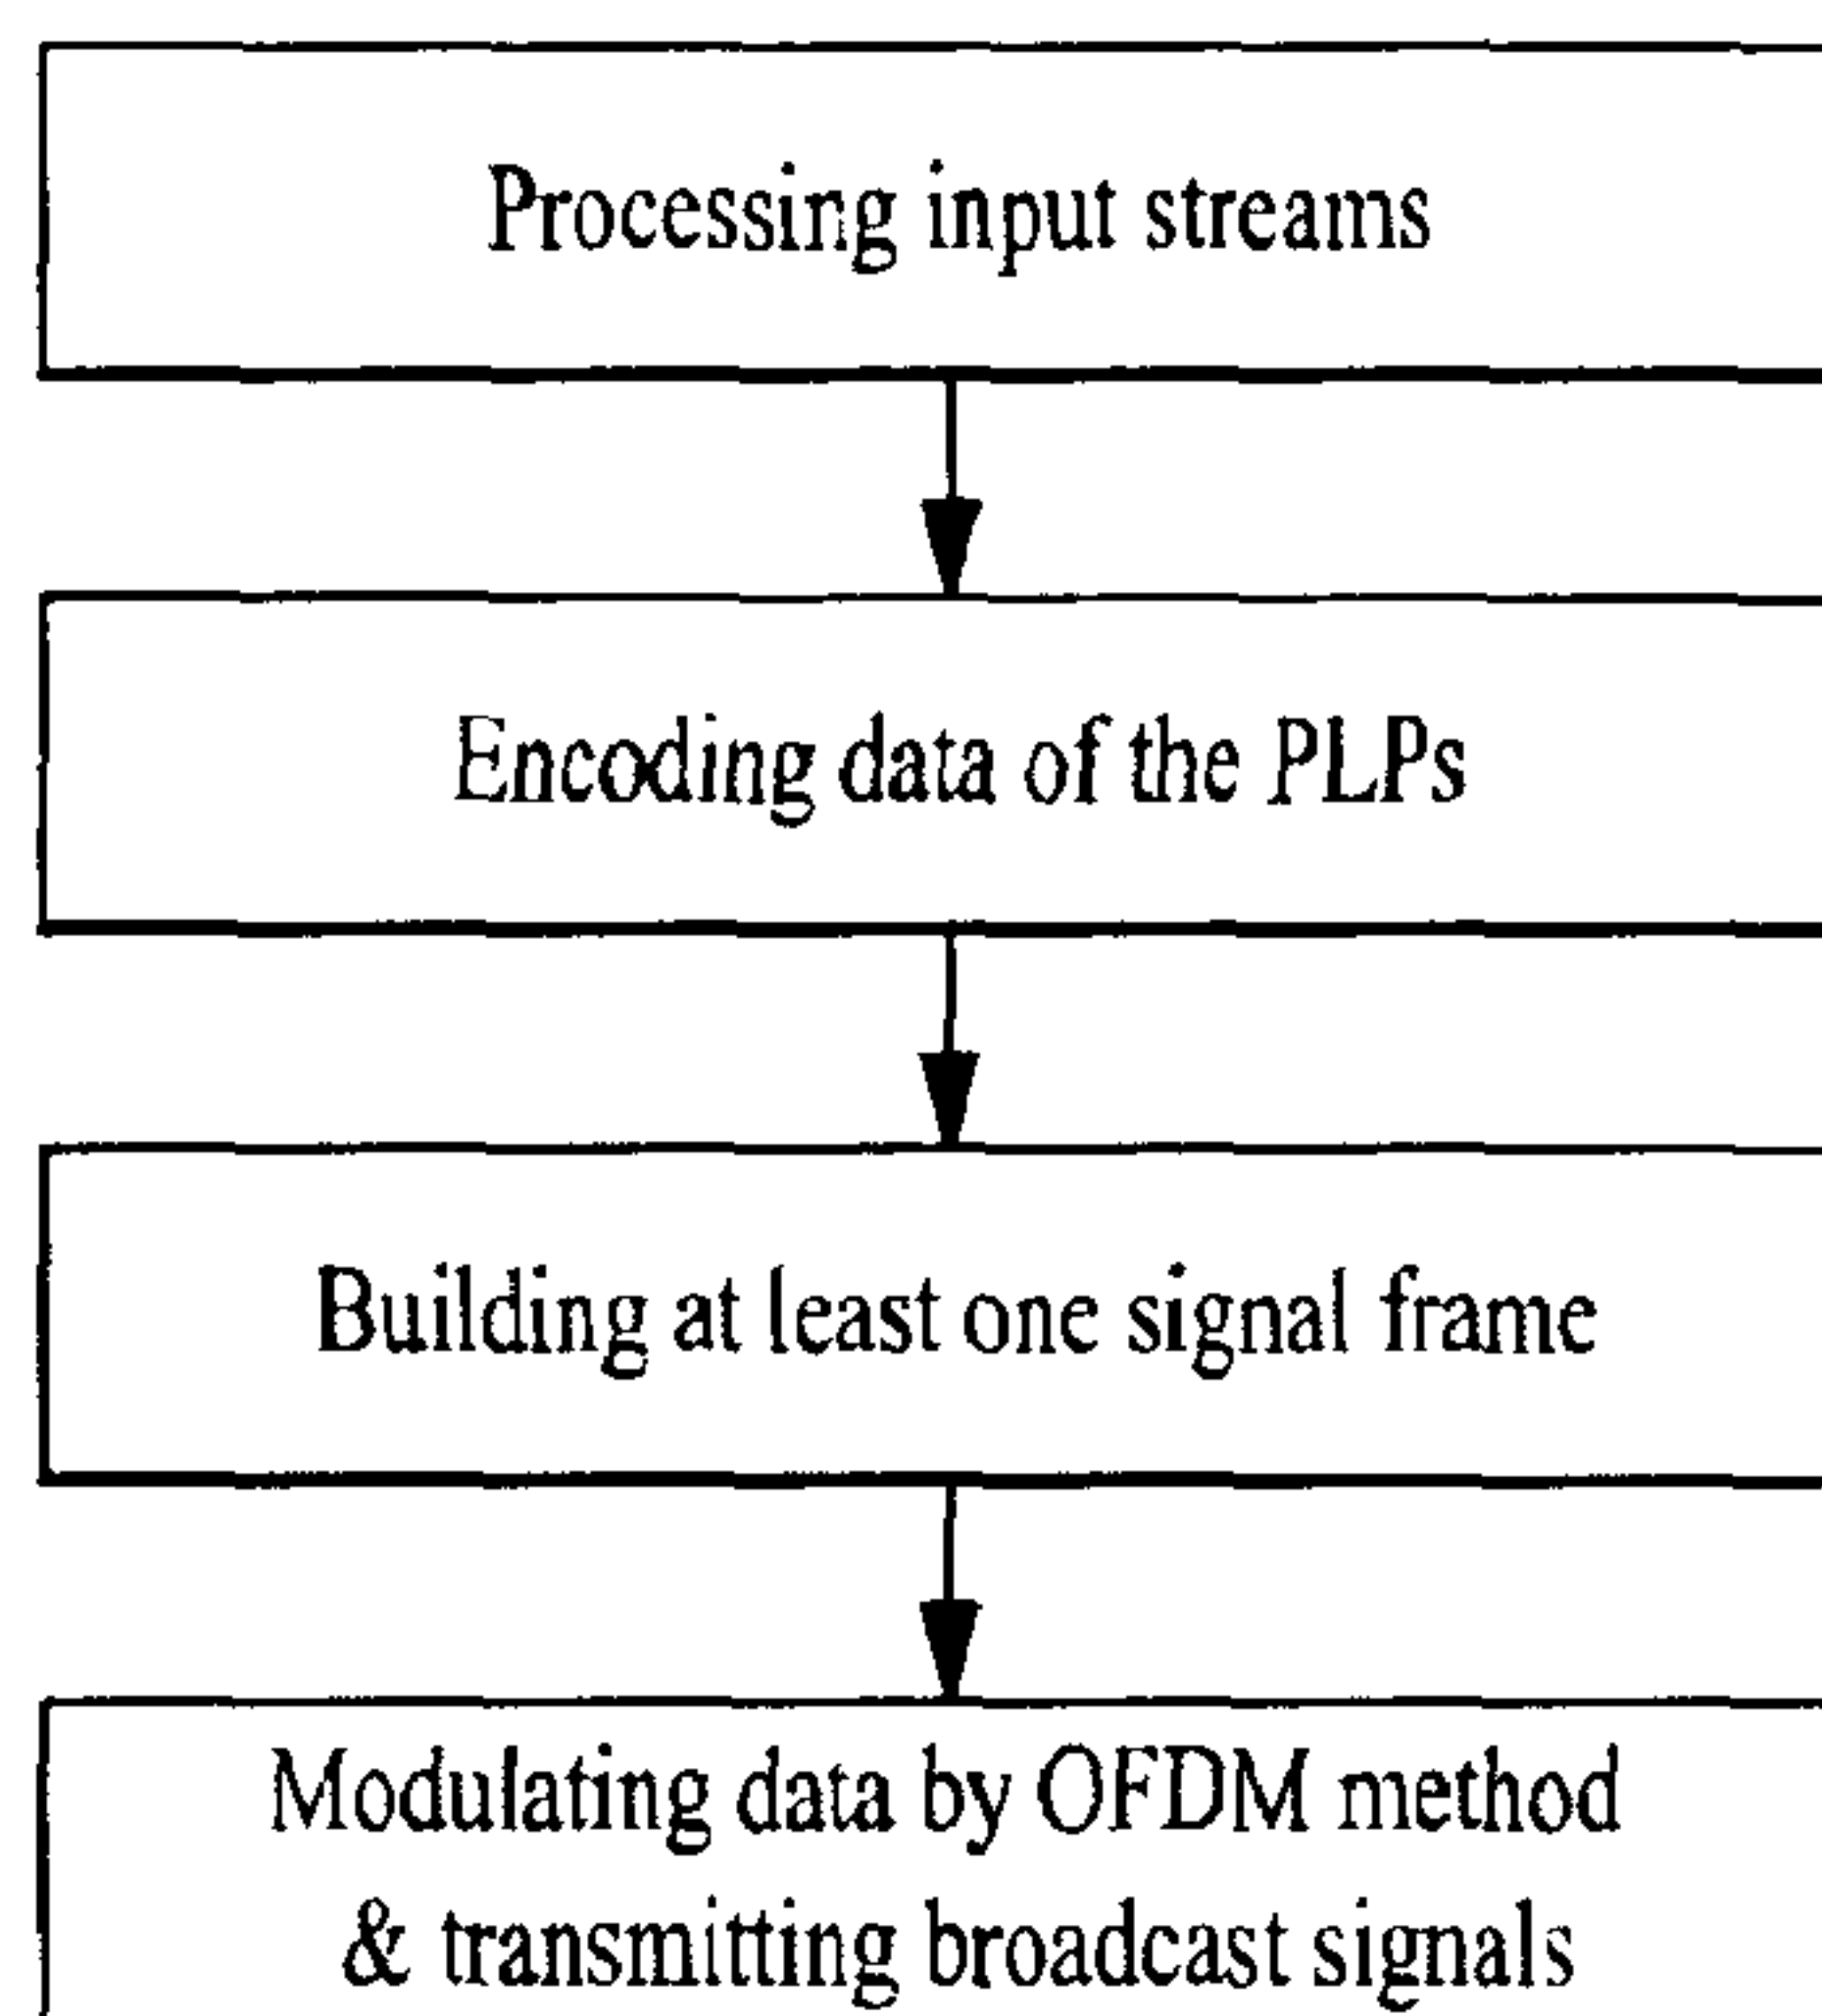 Processing input streams
Encoding data of the PLPs
Building at least one signal frame
Modulating data by OFDM method
& transmitting broadcast signals